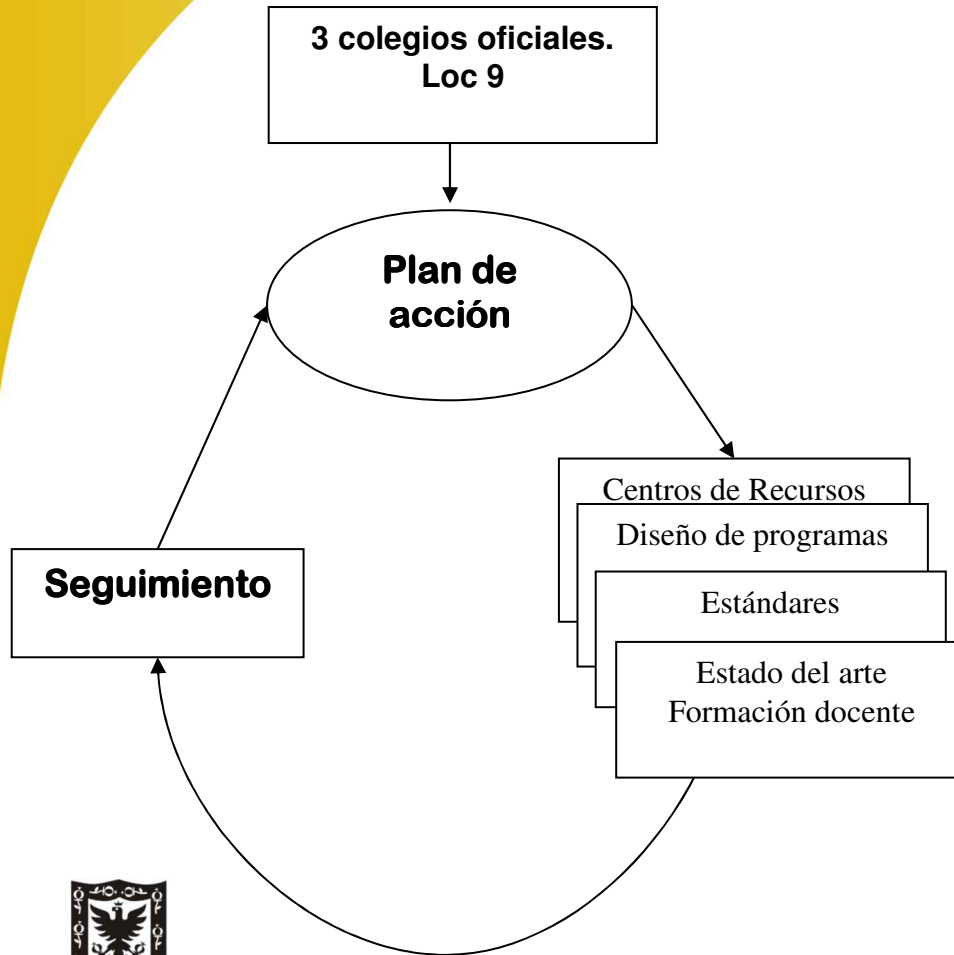 3 colegios oficiales.
Loc 9
Plan de
acción
Centros de Recursos
Diseño de programas
Estándares
Estado del arte
Formación docente
Seguimiento